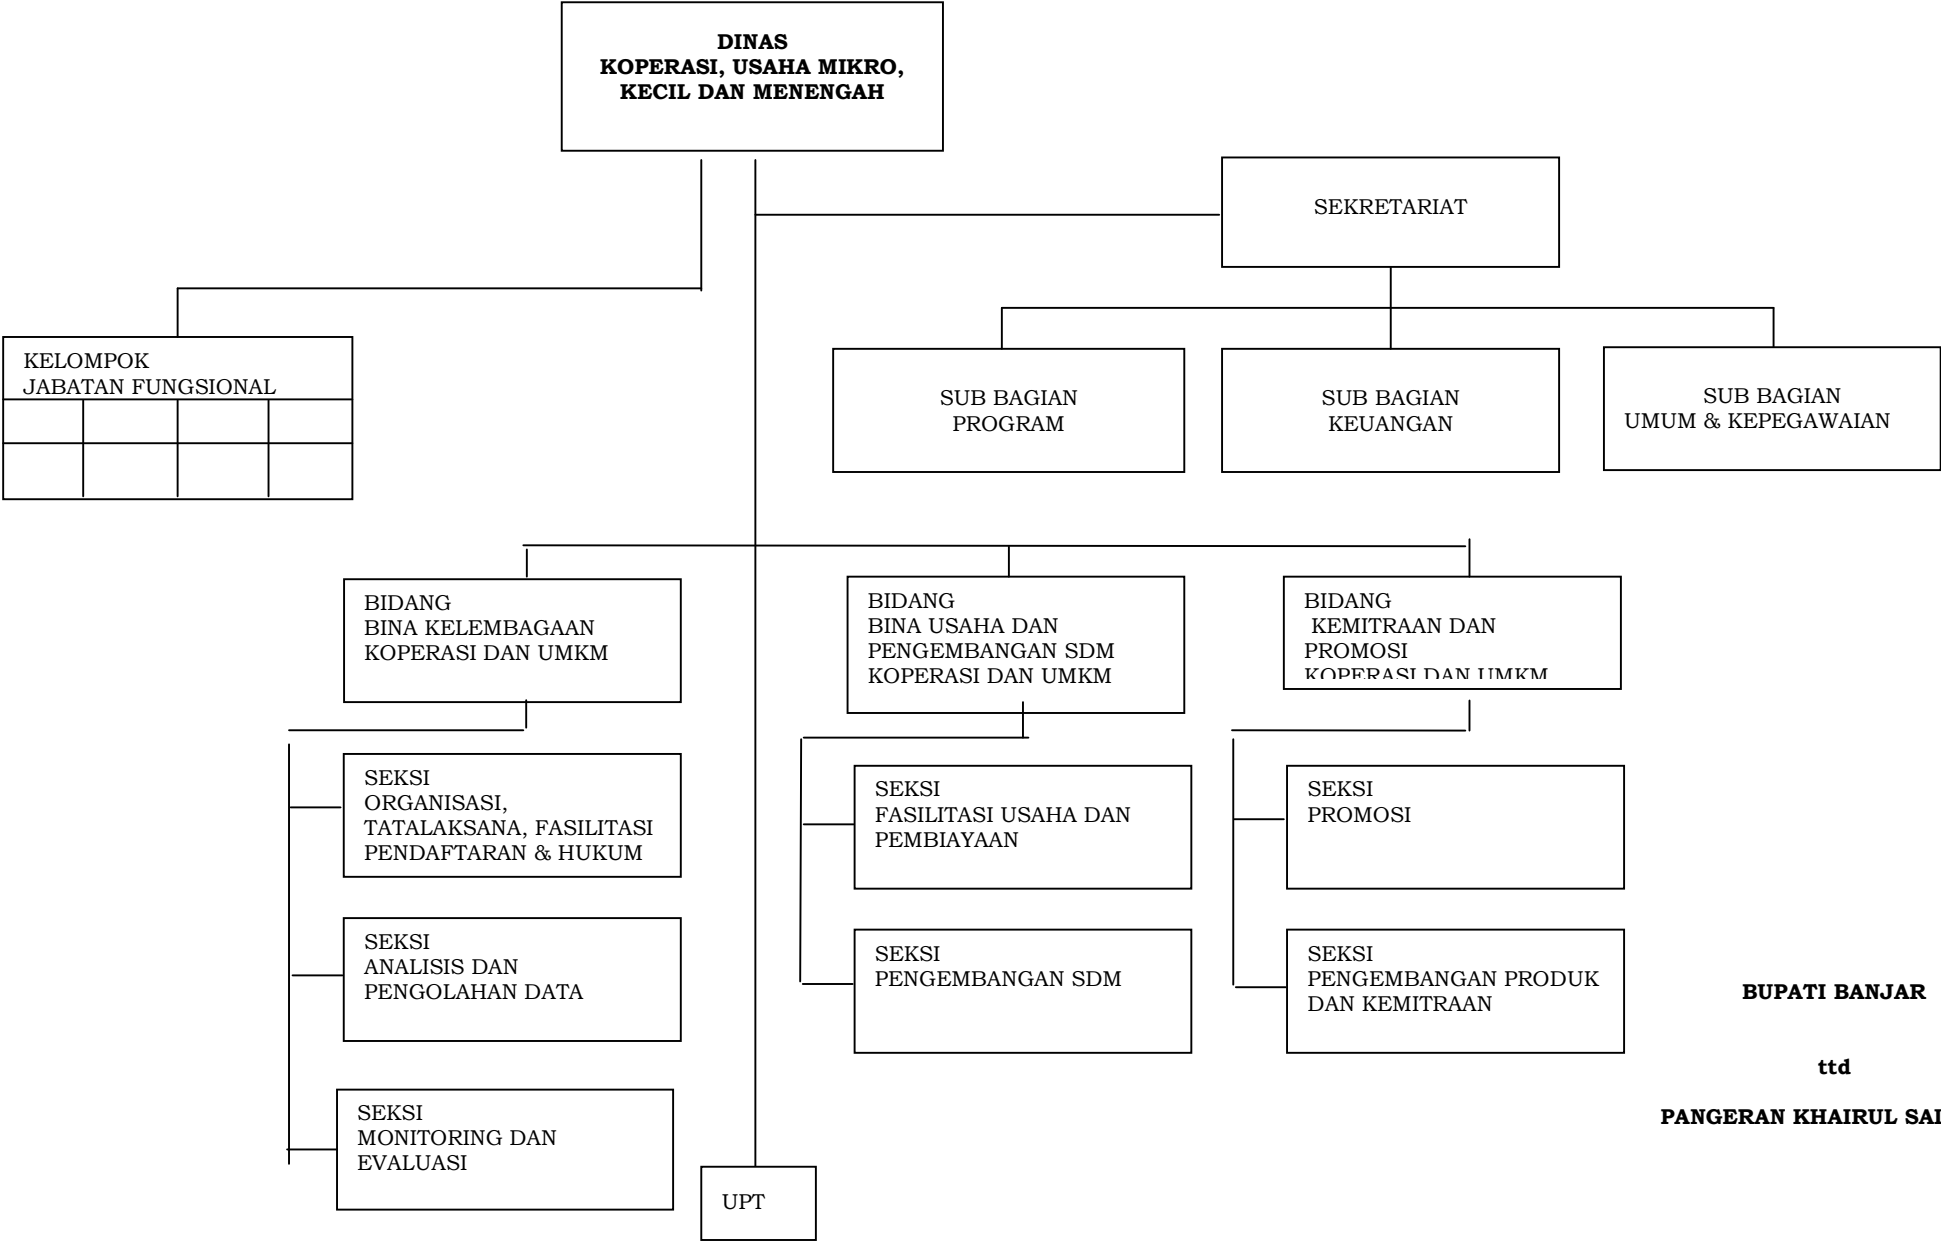 DINAS
KOPERASI, USAHA MIKRO,
KECIL DAN MENENGAH
SEKRETARIAT
KELOMPOK
JABATAN FUNGSIONAL
SUB BAGIAN
PROGRAM
SUB BAGIAN
KEUANGAN
SUB BAGIAN
UMUM & KEPEGAWAIAN
BIDANG
BINA KELEMBAGAAN
KOPERASI DAN UMKM
BIDANG
BINA USAHA DAN
PENGEMBANGAN SDM
KOPERASI DAN UMKM
BIDANG
KEMITRAAN DAN
PROMOSI
KOPERASI DAN UMKM
SEKSI
ORGANISASI,
TATALAKSANA, FASILITASI
PENDAFTARAN & HUKUM
SEKSI
FASILITASI USAHA DAN
PEMBIAYAAN
SEKSI
PROMOSI
SEKSI
ANALISIS DAN
PENGOLAHAN DATA
SEKSI
PENGEMBANGAN SDM
SEKSI
PENGEMBANGAN PRODUK
DAN KEMITRAAN
BUPATI BANJAR
ttd
PANGERAN KHAIRUL
SEKSI
MONITORING DAN
EVALUASI
UPT